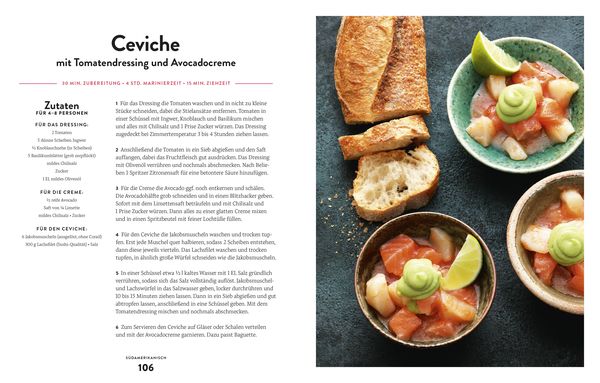 Ceviche
mit Tomatendressing und Avocadocreme
30 MIN. ZUBEREITUNG • 4 STD. MARINIERZEIT • 15 MIN. ZIEHZEIT
Zutaten
FÜR 4–8 PERSONEN
FÜR DAS DRESSING:
2 Tomaten
3 dünne Scheiben Ingwer
½ Knoblauchzehe (in Scheiben)
5 Basilikumblätter (grob zerpflückt)
mildes Chilisalz
Zucker
1 EL mildes Olivenöl
FÜR DIE CREME:
½ reife Avocado
Saft von ¼ Limette
mildes Chilisalz • Zucker
FÜR DEN CEVICHE:
6 Jakobsmuscheln (ausgelöst, ohne Corail)
300 g Lachsfilet (Sushi-Qualität) • Salz
1 Für das Dressing die Tomaten waschen und in nicht zu kleine
Stücke schneiden, dabei die Stielansätze entfernen. Tomaten in
einer Schüssel mit Ingwer, Knoblauch und Basilikum mischen
und alles mit Chilisalz und 1 Prise Zucker würzen. Das Dressing
zugedeckt bei Zimmertemperatur 3 bis 4 Stunden ziehen lassen.
2 Anschließend die Tomaten in ein Sieb abgießen und den Saft
auffangen, dabei das Fruchtfleisch gut ausdrücken. Das Dressing
mit Olivenöl verrühren und nochmals abschmecken. Nach Belie-
ben 3 Spritzer Zitronensaft für eine betontere Säure hinzufügen.
3 Für die Creme die Avocado ggf. noch entkernen und schälen.
Die Avocadohälfte grob schneiden und in einen Blitzhacker geben.
Sofort mit dem Limettensaft beträufeln und mit Chilisalz und
1 Prise Zucker würzen. Dann alles zu einer glatten Creme mixen
und in einen Spritzbeutel mit feiner Lochtülle füllen.
4 Für den Ceviche die Jakobsmuscheln waschen und trocken tup-
fen. Erst jede Muschel quer halbieren, sodass 2 Scheiben entstehen,
dann diese jeweils vierteln. Das Lachsfilet waschen und trocken
tupfen, in ähnlich große Würfel schneiden wie die Jakobsmuscheln.
5 In einer Schüssel etwa ½ l kaltes Wasser mit 1 EL Salz gründlich
verrühren, sodass sich das Salz vollständig auflöst. Jakobsmuschel-
und Lachswürfel in das Salzwasser geben, locker durchrühren und
10 bis 15 Minuten ziehen lassen. Dann in ein Sieb abgießen und gut
abtropfen lassen, anschließend in eine Schüssel geben. Mit dem
Tomatendressing mischen und nochmals abschmecken.
6 Zum Servieren den Ceviche auf Gläser oder Schalen verteilen
und mit der Avocadocreme garnieren. Dazu passt Baguette.
SÜDAMERIKANISCH
106